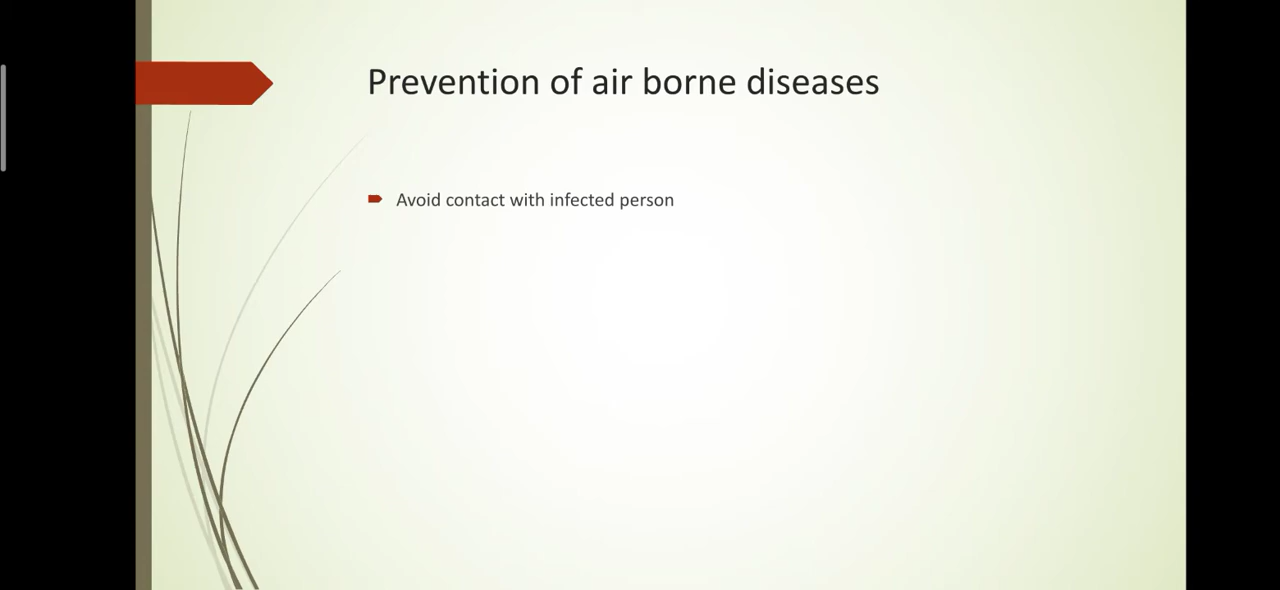 Prevention of air borne diseases
Avoid contact with infected person